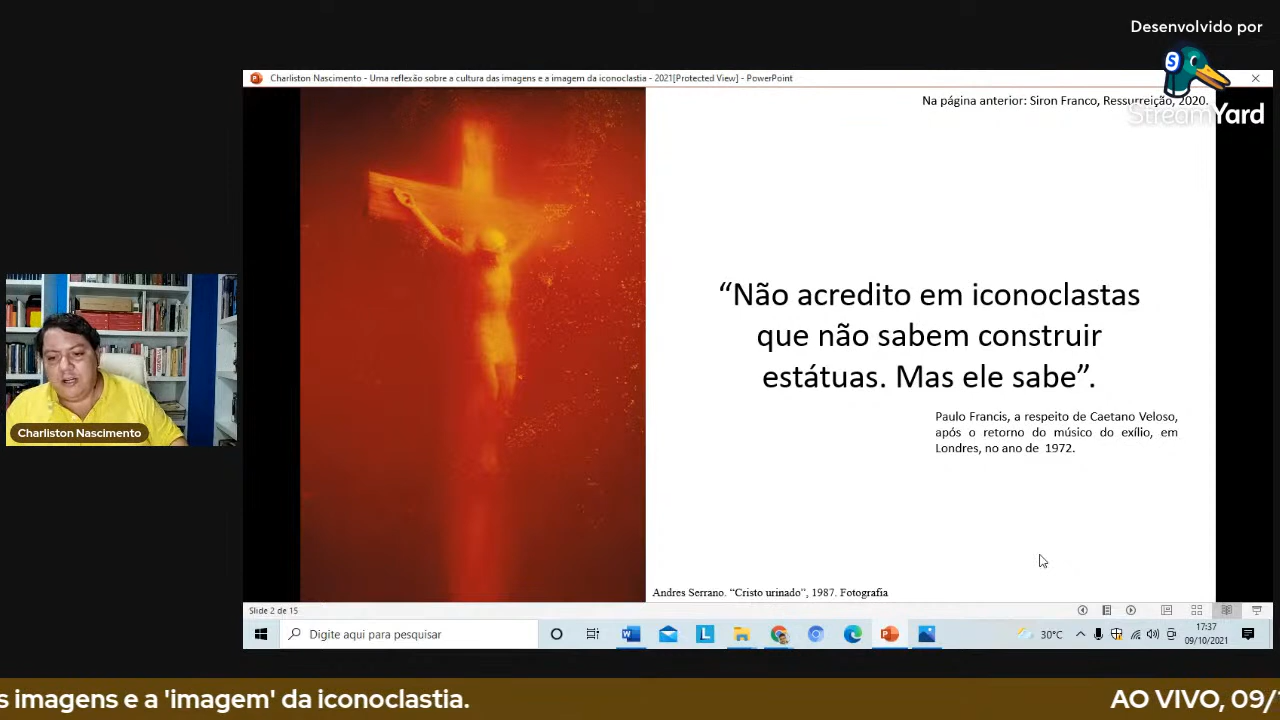 Desenvolvido por
StreamYard
Charliston Nascimento - Uma reflexão sobre a cultura das imagens e a imagem da iconoclastia - 2021[Protected View] - PowerPoint
Na página anterior: Siron Franco, Ressurreição, 2020.
“Não acredito em iconoclastas
que não sabem construir
estátuas. Mas ele sabe”.
Paulo Francis, a respeito de Caetano Veloso,
após o retorno do músico do exílio, em
Londres, no ano de 1972.
Charliston Nascimento
Andres Serrano. “Cristo urinado”, 1987. Fotografia
Slide 2 de 15
Digite aqui para pesquisar
30°C
17:37
09/10/2021
s imagens e a 'imagem' da iconoclastia.
AO VIVO, 09/